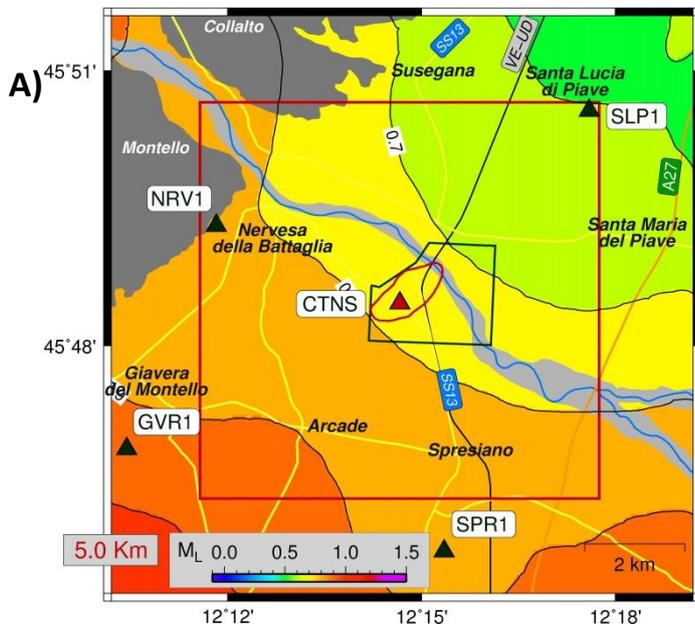 A)
Collalto
SS13
VE-UD
45°51'
Susegana
Santa Lucia
di Piave
SLP1
0.7
Montello
A27
NRV1
Nervesa
della Battaglia
Santa Maria
del Piave
CTNS
45°48'
Giavera
del Montello
SS13
GVR1
Arcade
Spresiano
SPR1
5.0 Km
ML 0.0 0.5 1.0 1.5
2 km
12°12' 12°15' 12°18'